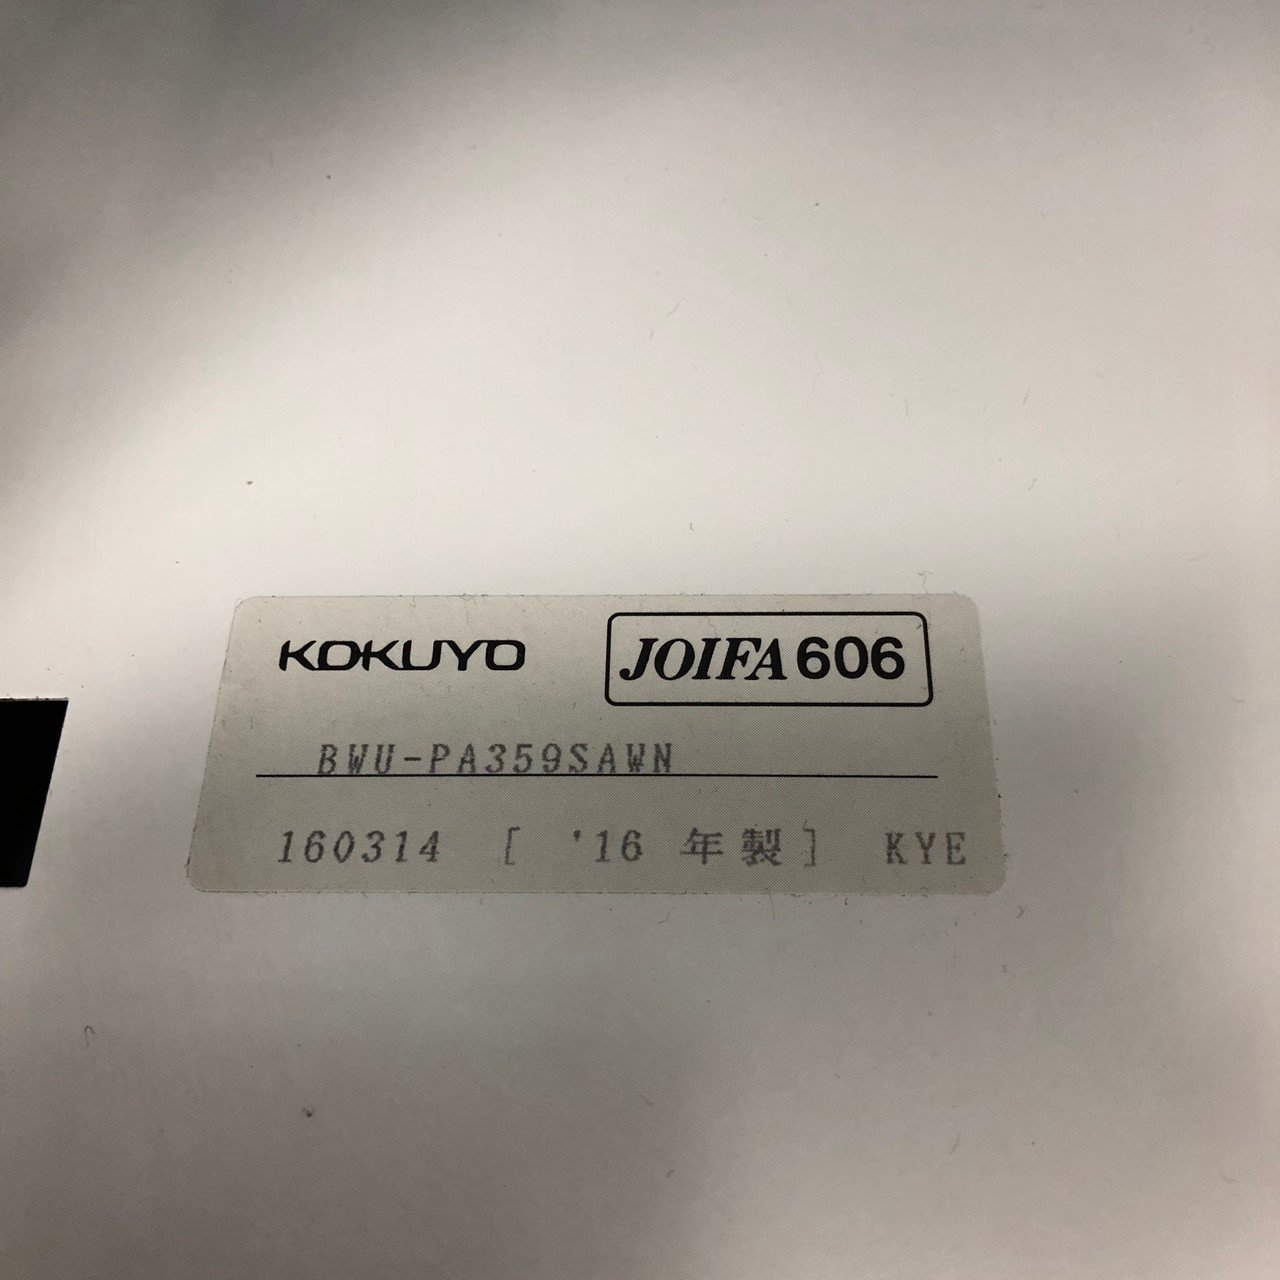 KOKUYO JOIFA606
BWU-PA359SAWN
160314 [ '16 年製] KYE